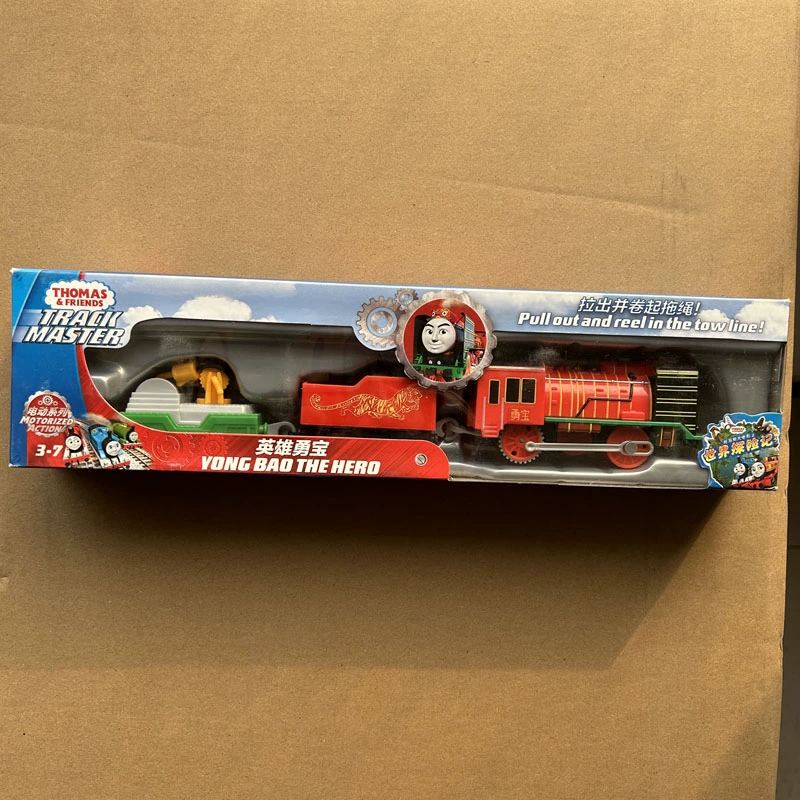 THOMAS
& FRIENDS
TRACK
MASTER
电动系列
MOTORIZED
ACTION
3-7
拉出并卷起拖绳!
Pull out and reel in the tow line!
勇宝
英雄勇宝
YONG BAO THE HERO
世界探险记